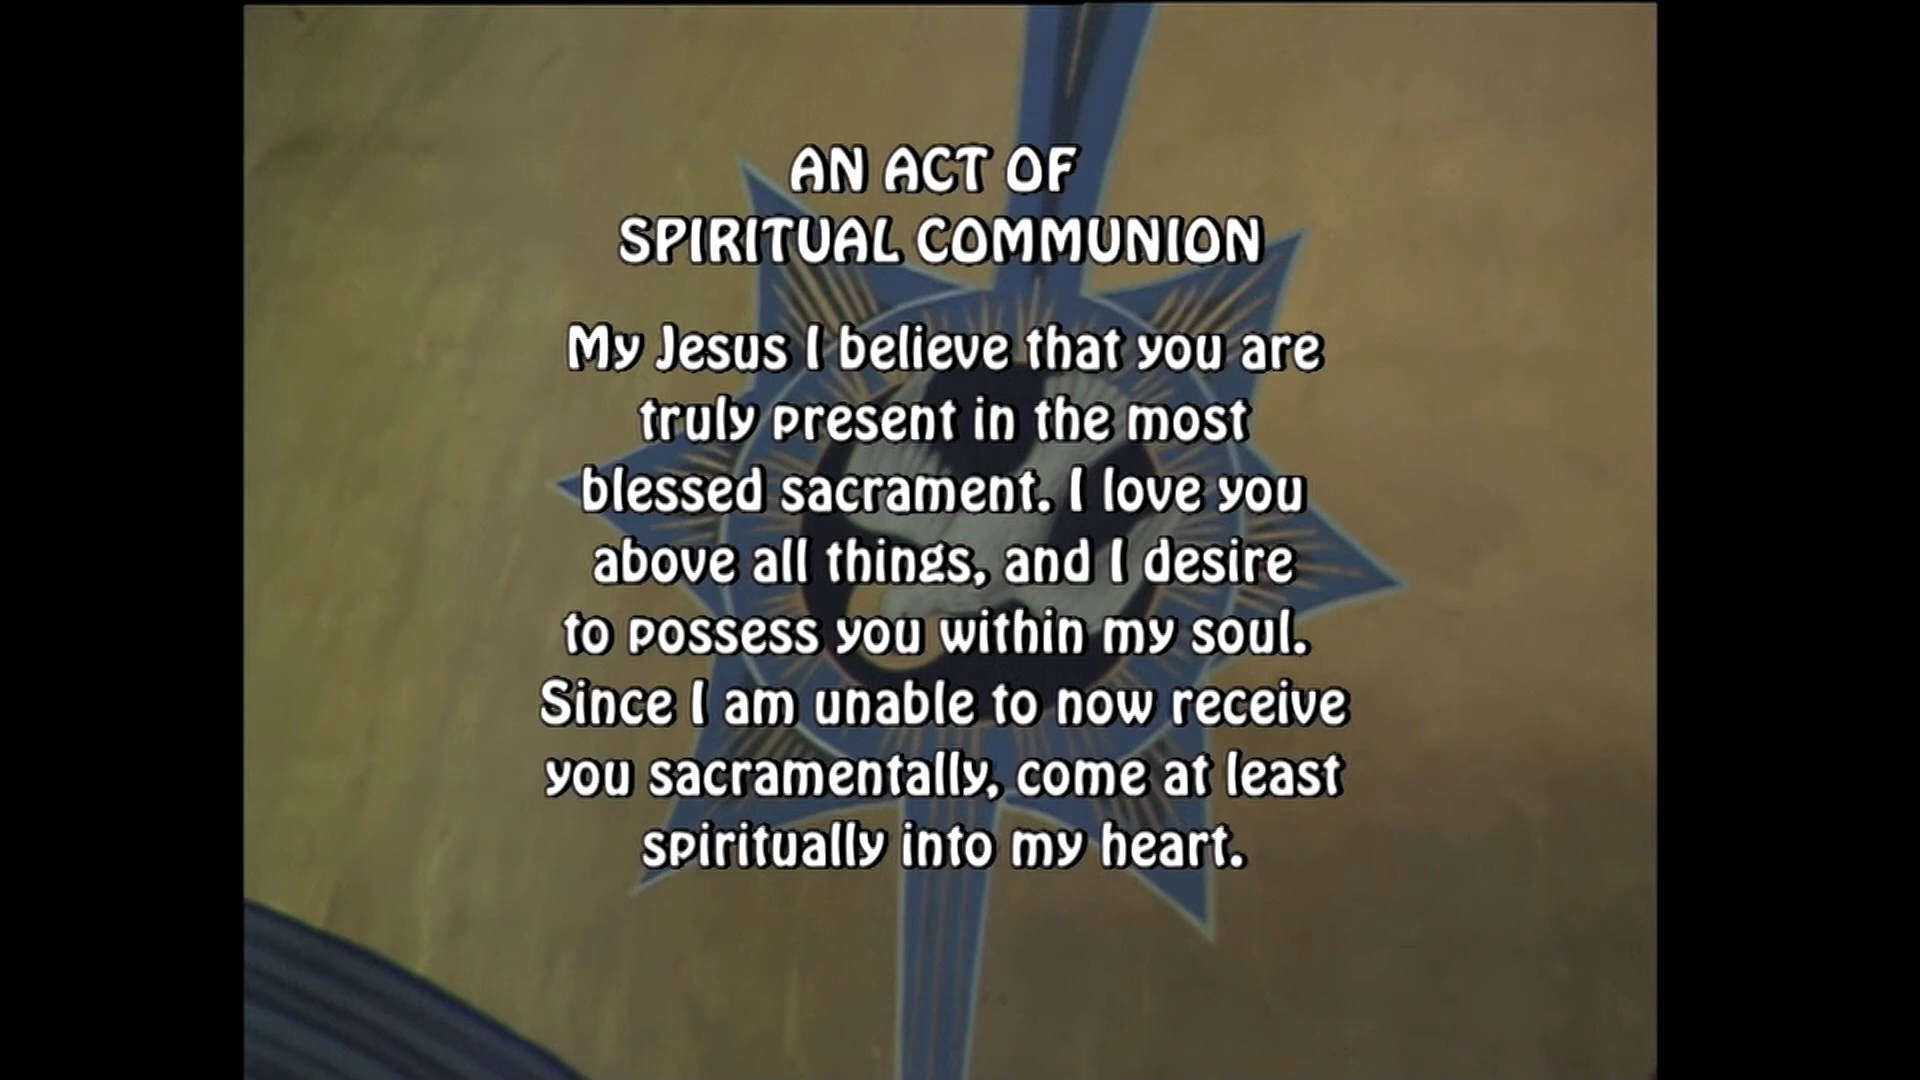 AN ACT OF
SPIRITUAL COMMUNION
My Jesus I believe that you are
truly present in the most
blessed sacrament. I love you
above all things, and I desire
to possess you within my soul.
Since I am unable to now receive
you sacramentally, come at least
spiritually into my heart.